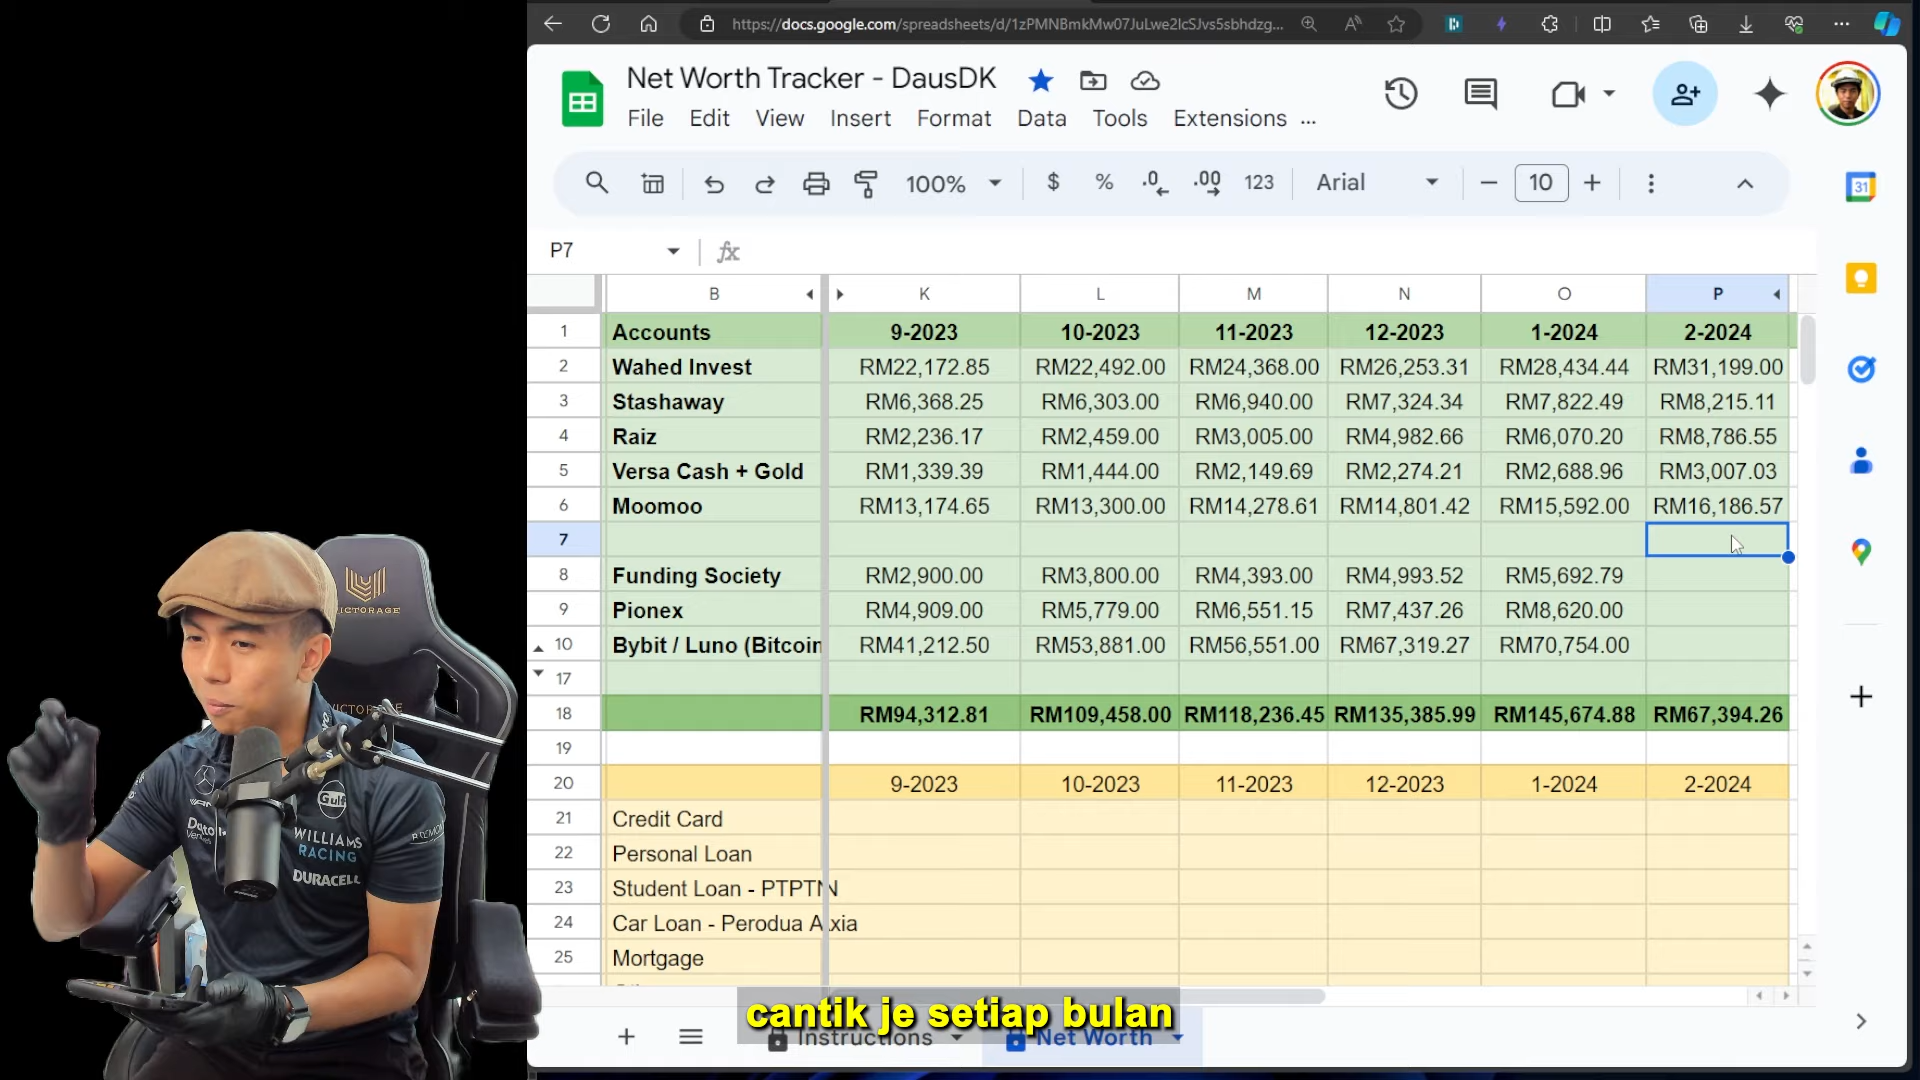 https://docs.google.com/spreadsheets/d/1zPMNBmkMw07JuLwe2IcSJvs5sbhdzg...
Net Worth Tracker - DausDK
File Edit View Insert Format Data Tools Extensions ...
100% $ % .0 .00 123 Arial 10
31
P7 fx
B K L M N O P
1 Accounts 9-2023 10-2023 11-2023 12-2023 1-2024 2-2024
2 Wahed Invest RM22,172.85 RM22,492.00 RM24,368.00 RM26,253.31 RM28,434.44 RM31,199.00
3 Stashaway RM6,368.25 RM6,303.00 RM6,940.00 RM7,324.34 RM7,822.49 RM8,215.11
4 Raiz RM2,236.17 RM2,459.00 RM3,005.00 RM4,982.66 RM6,070.20 RM8,786.55
5 Versa Cash + Gold RM1,339.39 RM1,444.00 RM2,149.69 RM2,274.21 RM2,688.96 RM3,007.03
6 Moomoo RM13,174.65 RM13,300.00 RM14,278.61 RM14,801.42 RM15,592.00 RM16,186.57
7
8 Funding Society RM2,900.00 RM3,800.00 RM4,393.00 RM4,993.52 RM5,692.79
9 Pionex RM4,909.00 RM5,779.00 RM6,551.15 RM7,437.26 RM8,620.00
10 Bybit / Luno (Bitcoin RM41,212.50 RM53,881.00 RM56,551.00 RM67,319.27 RM70,754.00
17
18 RM94,312.81 RM109,458.00 RM118,236.45 RM135,385.99 RM145,674.88 RM67,394.26
19
20 9-2023 10-2023 11-2023 12-2023 1-2024 2-2024
21 Credit Card
22 Personal Loan
23 Student Loan - PTPTN
24 Car Loan - Perodua Axia
25 Mortgage
cantik je setiap bulan
Instructions Net Worth
VICTORAGE
VICTORAGE
Gulf
WILLIAMS
RACING
DURACELL